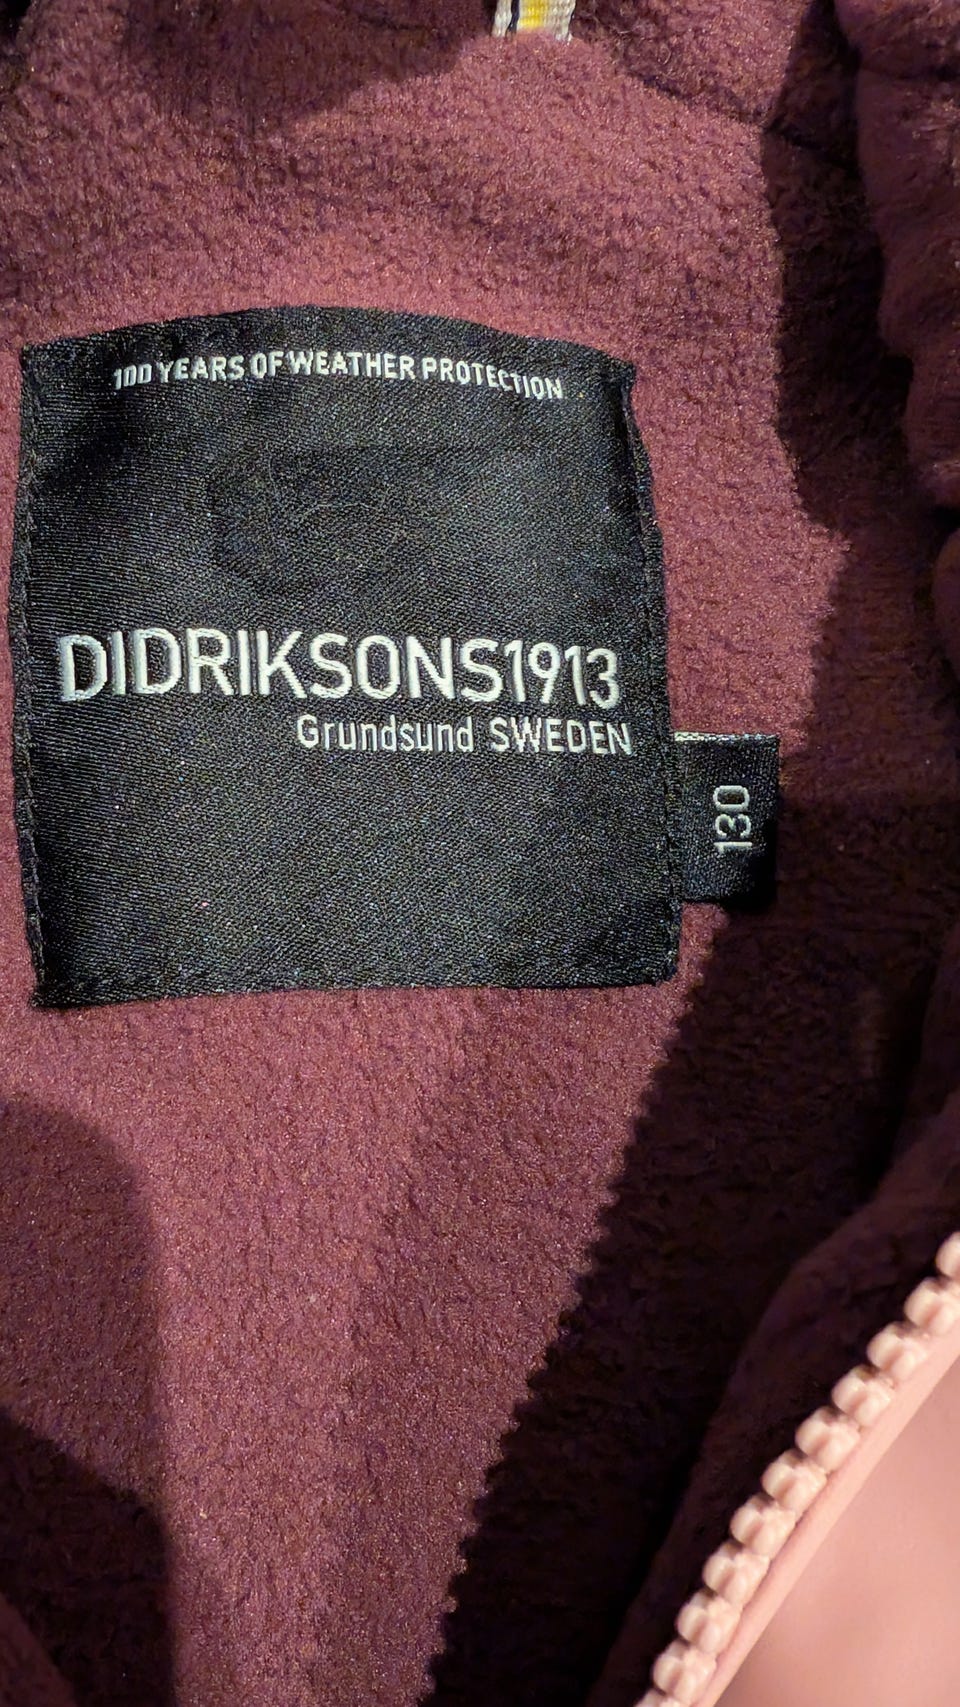 100 YEARS OF WEATHER PROTECTION
DIDRIKSONS1913
Grundsund SWEDEN
130